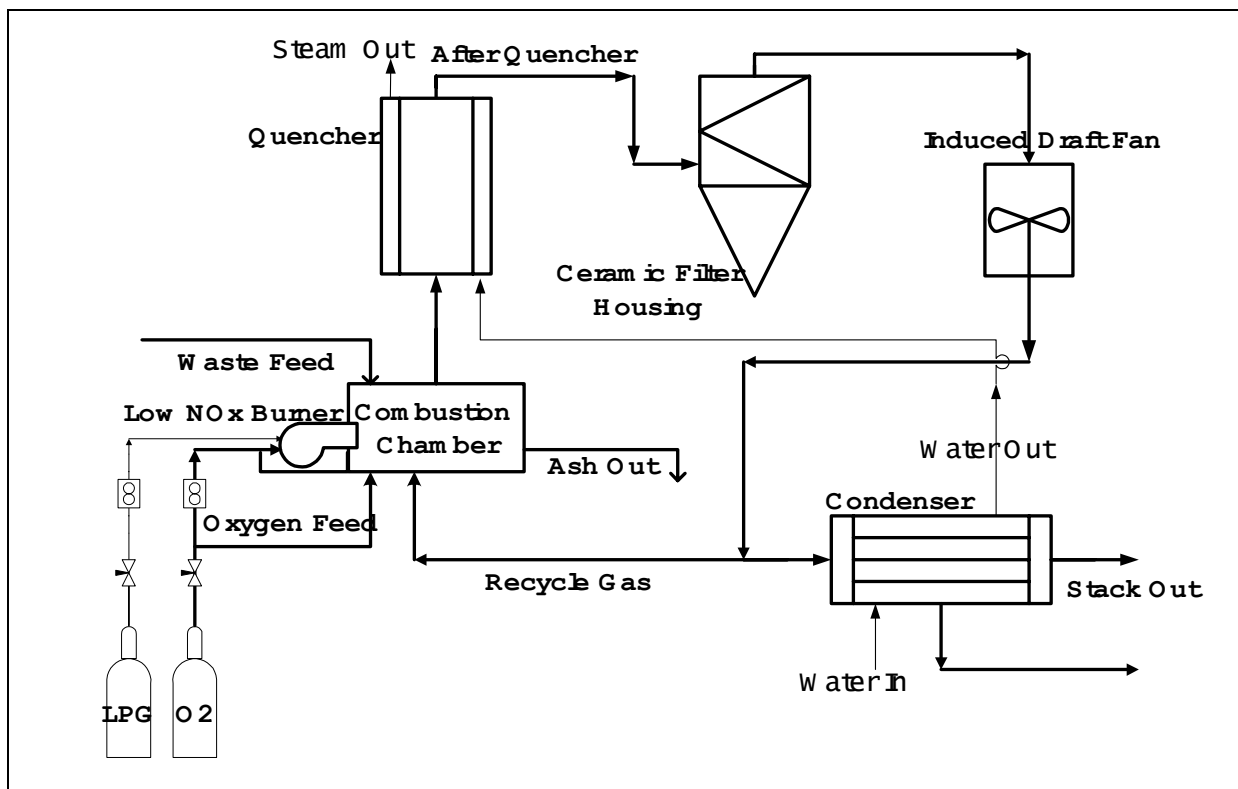 Steam Out
After Quencher
Quencher
Induced Draft Fan
Ceramic Filter
Housing
Waste Feed
Low NOx Burner
Combustion
Chamber
Ash Out
Water Out
Oxygen Feed
Condenser
Recycle Gas
Stack Out
Water In
LPG
O2